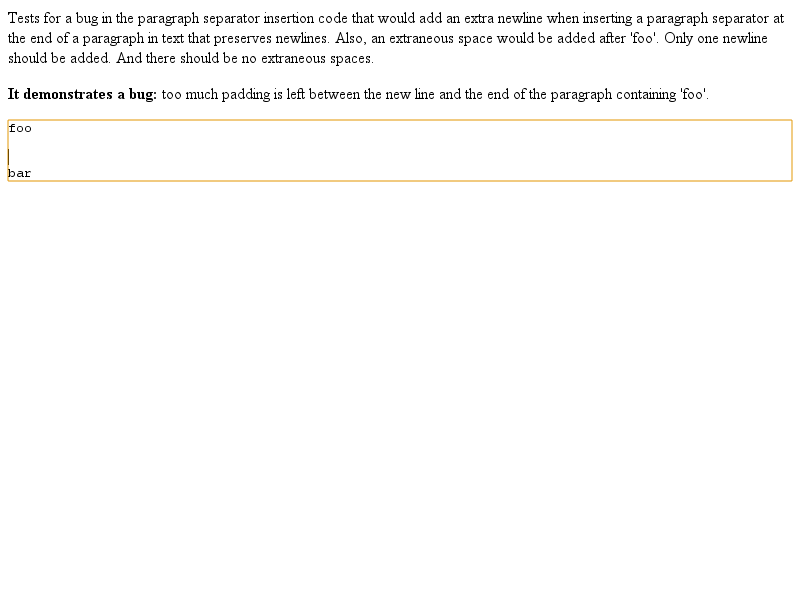 Tests for a bug in the paragraph separator insertion code that would add an extra newline when inserting a paragraph separator at
the end of a paragraph in text that preserves newlines. Also, an extraneous space would be added after 'foo'. Only one newline
should be added. And there should be no extraneous spaces.
It demonstrates a bug: too much padding is left between the new line and the end of the paragraph containing 'foo'.
foo
bar